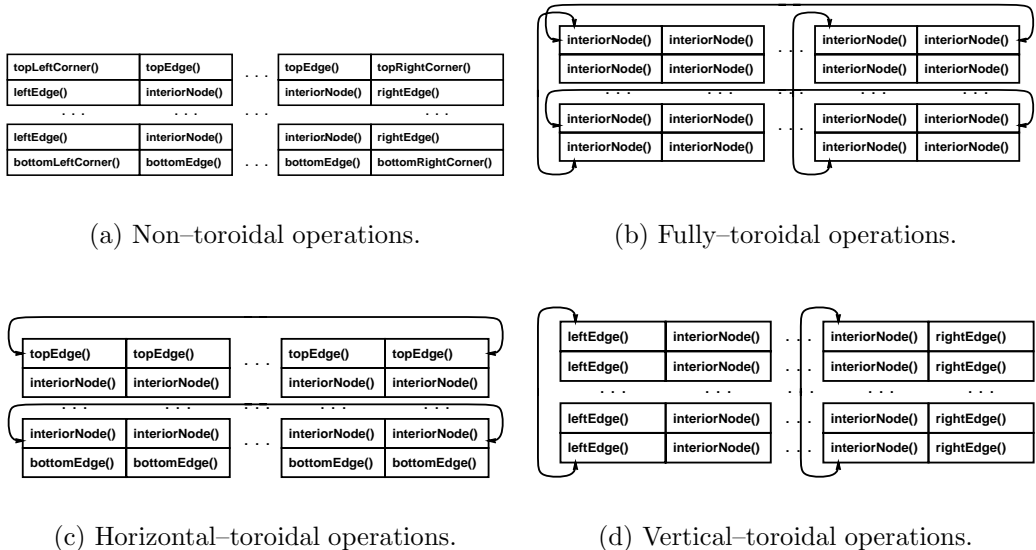 topLeftCorner() topEdge() . . . topEdge() topRightCorner()
leftEdge() interiorNode() interiorNode() rightEdge()
. . . . . . . . . . . .
leftEdge() interiorNode() interiorNode() rightEdge()
bottomLeftCorner() bottomEdge() . . . bottomEdge() bottomRightCorner()
(a) Non–toroidal operations.
interiorNode() interiorNode() . . . interiorNode() interiorNode()
interiorNode() interiorNode() interiorNode() interiorNode()
. . . . . . . . . . . .
interiorNode() interiorNode() . . . interiorNode() interiorNode()
interiorNode() interiorNode() interiorNode() interiorNode()
(b) Fully–toroidal operations.
topEdge() topEdge() . . . topEdge() topEdge()
interiorNode() interiorNode() interiorNode() interiorNode()
. . . . . . . . . . . .
interiorNode() interiorNode() . . . interiorNode() interiorNode()
bottomEdge() bottomEdge() bottomEdge() bottomEdge()
(c) Horizontal–toroidal operations.
leftEdge() interiorNode() . . . interiorNode() rightEdge()
leftEdge() interiorNode() interiorNode() rightEdge()
. . . . . . . . . . . .
leftEdge() interiorNode() interiorNode() rightEdge()
leftEdge() interiorNode() . . . interiorNode() rightEdge()
(d) Vertical–toroidal operations.